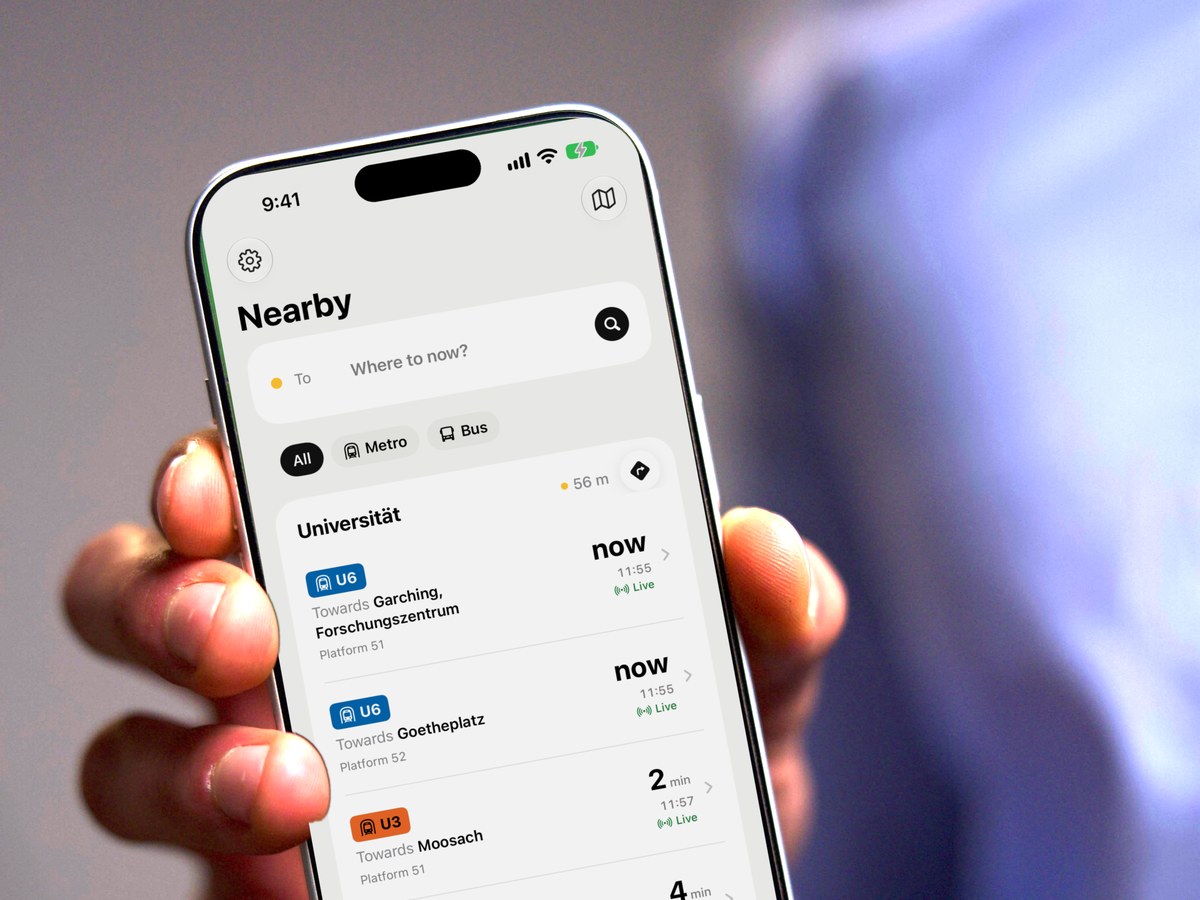 9:41
Nearby
To Where to now?
All Metro Bus
Universität 56 m
U6 now
Towards Garching, 11:55
Forschungszentrum Live
Platform 51
U6 now
Towards Goetheplatz 11:55
Platform 52 Live
U3 2 min
Towards Moosach 11:57
Platform 51 Live
4 min